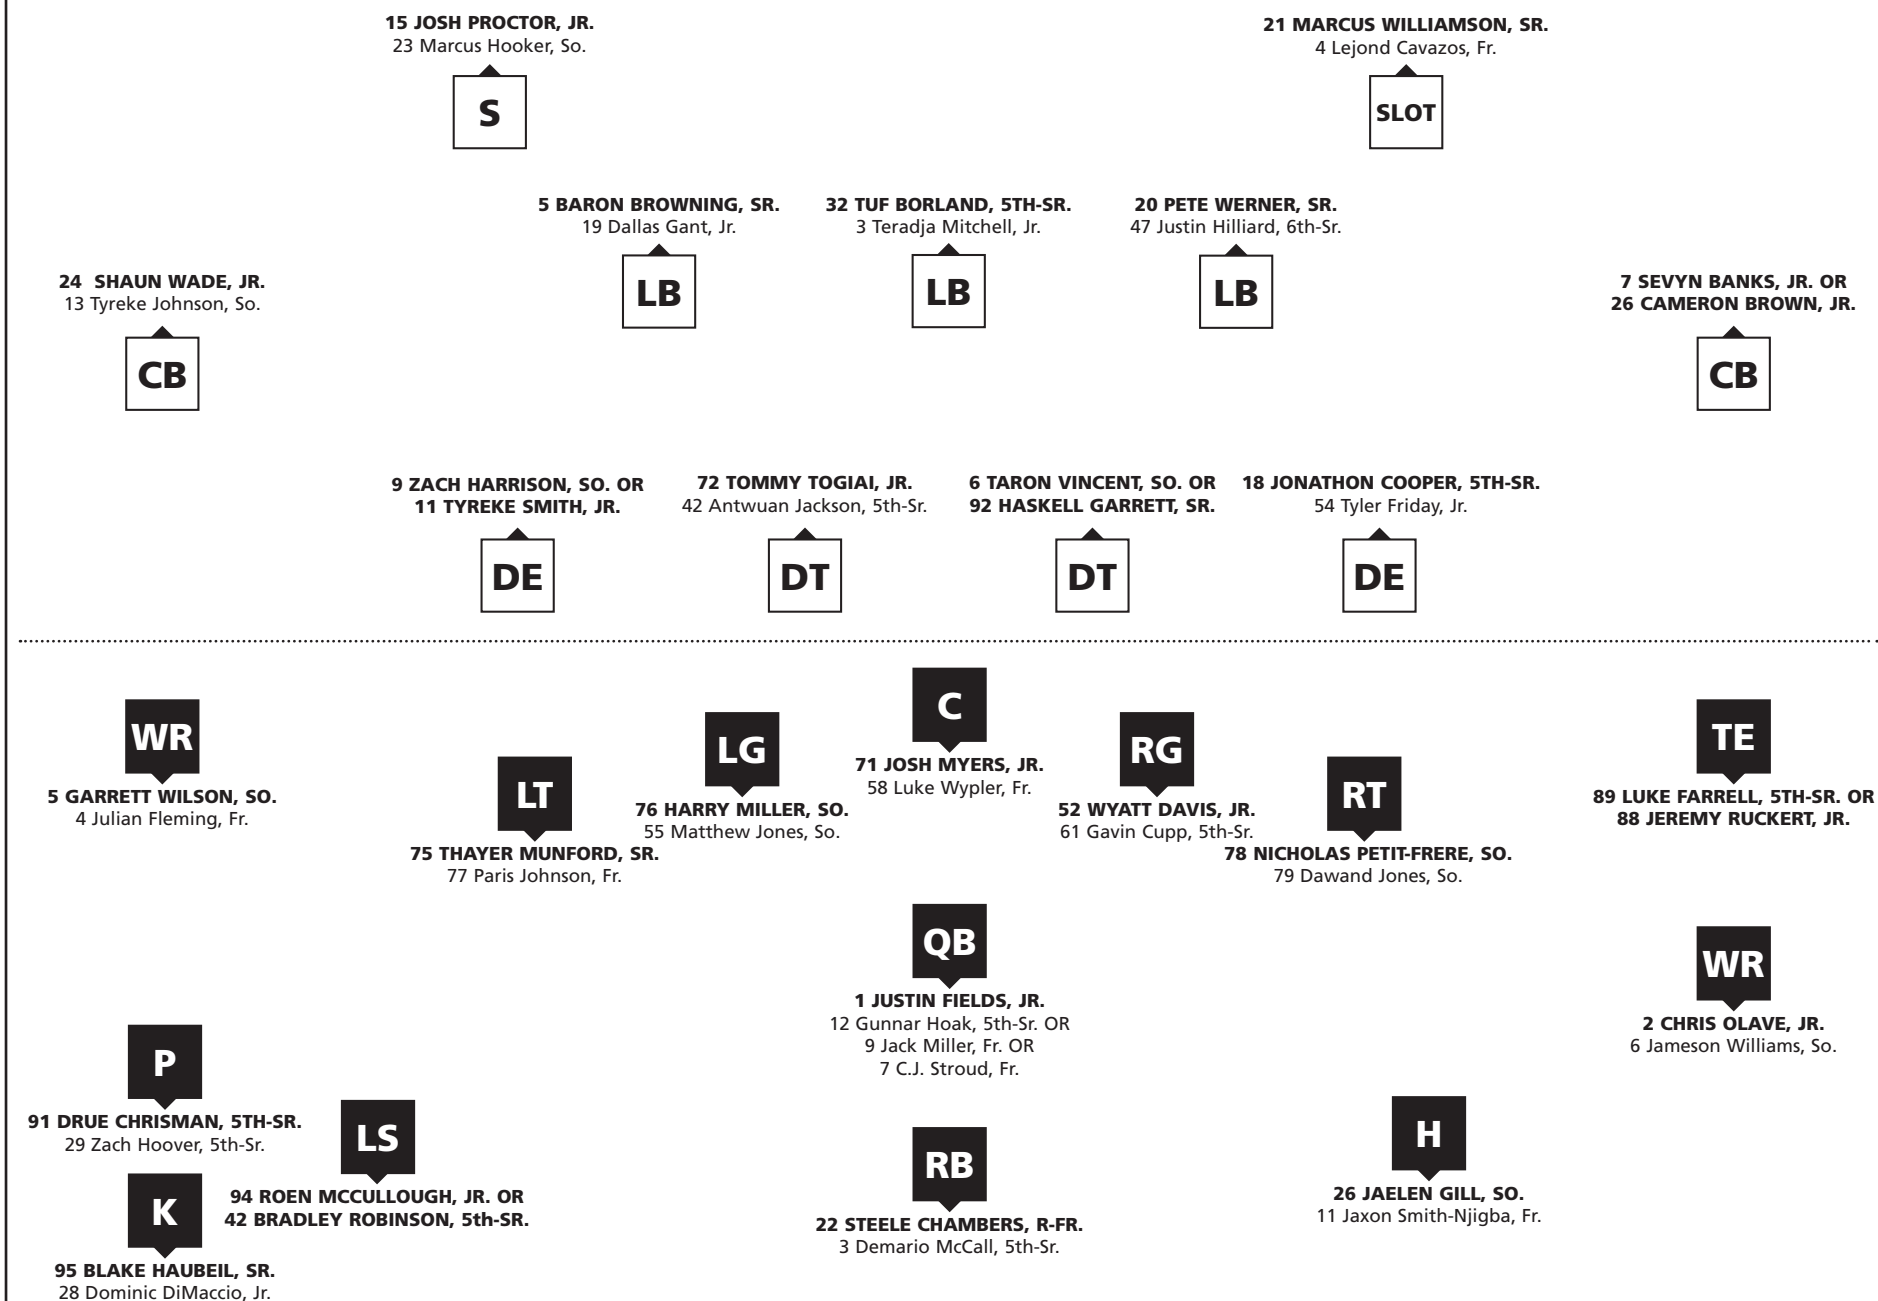 15 JOSH PROCTOR, JR.
23 Marcus Hooker, So.
S
21 MARCUS WILLIAMSON, SR.
4 Lejond Cavazos, Fr.
SLOT
5 BARON BROWNING, SR.
19 Dallas Gant, Jr.
LB
32 TUF BORLAND, 5TH-SR.
3 Teradja Mitchell, Jr.
LB
20 PETE WERNER, SR.
47 Justin Hilliard, 6th-Sr.
LB
24 SHAUN WADE, JR.
13 Tyreke Johnson, So.
CB
7 SEVYN BANKS, JR. OR
26 CAMERON BROWN, JR.
CB
9 ZACH HARRISON, SO. OR
11 TYREKE SMITH, JR.
DE
72 TOMMY TOGIAI, JR.
42 Antwuan Jackson, 5th-Sr.
DT
6 TARON VINCENT, SO. OR
92 HASKELL GARRETT, SR.
DT
18 JONATHON COOPER, 5TH-SR.
54 Tyler Friday, Jr.
DE
WR
5 GARRETT WILSON, SO.
4 Julian Fleming, Fr.
LT
75 THAYER MUNFORD, SR.
77 Paris Johnson, Fr.
LG
76 HARRY MILLER, SO.
55 Matthew Jones, So.
C
71 JOSH MYERS, JR.
58 Luke Wypler, Fr.
RG
52 WYATT DAVIS, JR.
61 Gavin Cupp, 5th-Sr.
RT
78 NICHOLAS PETIT-FRERE, SO.
79 Dawand Jones, So.
TE
89 LUKE FARRELL, 5TH-SR. OR
88 JEREMY RUCKERT, JR.
QB
1 JUSTIN FIELDS, JR.
12 Gunnar Hoak, 5th-Sr. OR
9 Jack Miller, Fr. OR
7 C.J. Stroud, Fr.
WR
2 CHRIS OLAVE, JR.
6 Jameson Williams, So.
P
91 DRUE CHRISMAN, 5TH-SR.
29 Zach Hoover, 5th-Sr.
LS
94 ROEN MCCULLOUGH, JR. OR
42 BRADLEY ROBINSON, 5th-SR.
RB
22 STEELE CHAMBERS, R-FR.
3 Demario McCall, 5th-Sr.
H
26 JAELEN GILL, SO.
11 Jaxon Smith-Njigba, Fr.
K
95 BLAKE HAUBEIL, SR.
28 Dominic DiMaccio, Jr.